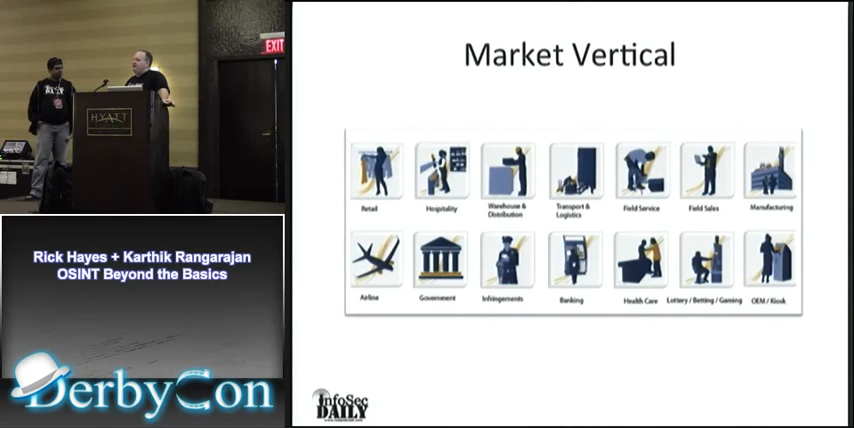 EXIT
HYATT
Rick Hayes + Karthik Rangarajan
OSINT Beyond the Basics
DerbyCon
Market Vertical
Retail
Hospitality
Warehouse &
Distribution
Transport &
Logistics
Field Service
Field Sales
Manufacturing
Airline
Government
Infringements
Banking
Health Care
Lottery / Betting / Gaming
OEM / Kiosk
InfoSec
DAILY